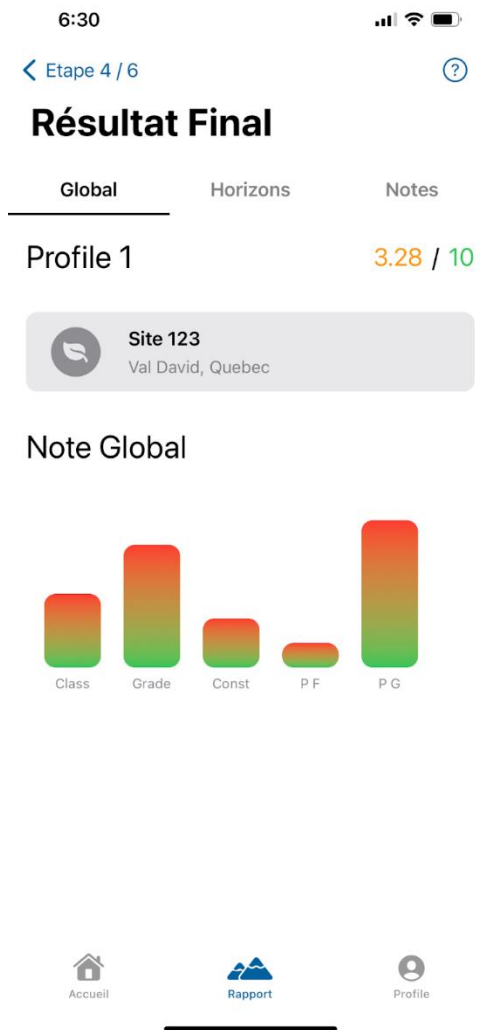 6:30
Etape 4 / 6
?
Résultat Final
Global Horizons Notes
Profile 1 3.28 / 10
Site 123
Val David, Quebec
Note Global
Class Grade Const P F P G
Accueil Rapport Profile